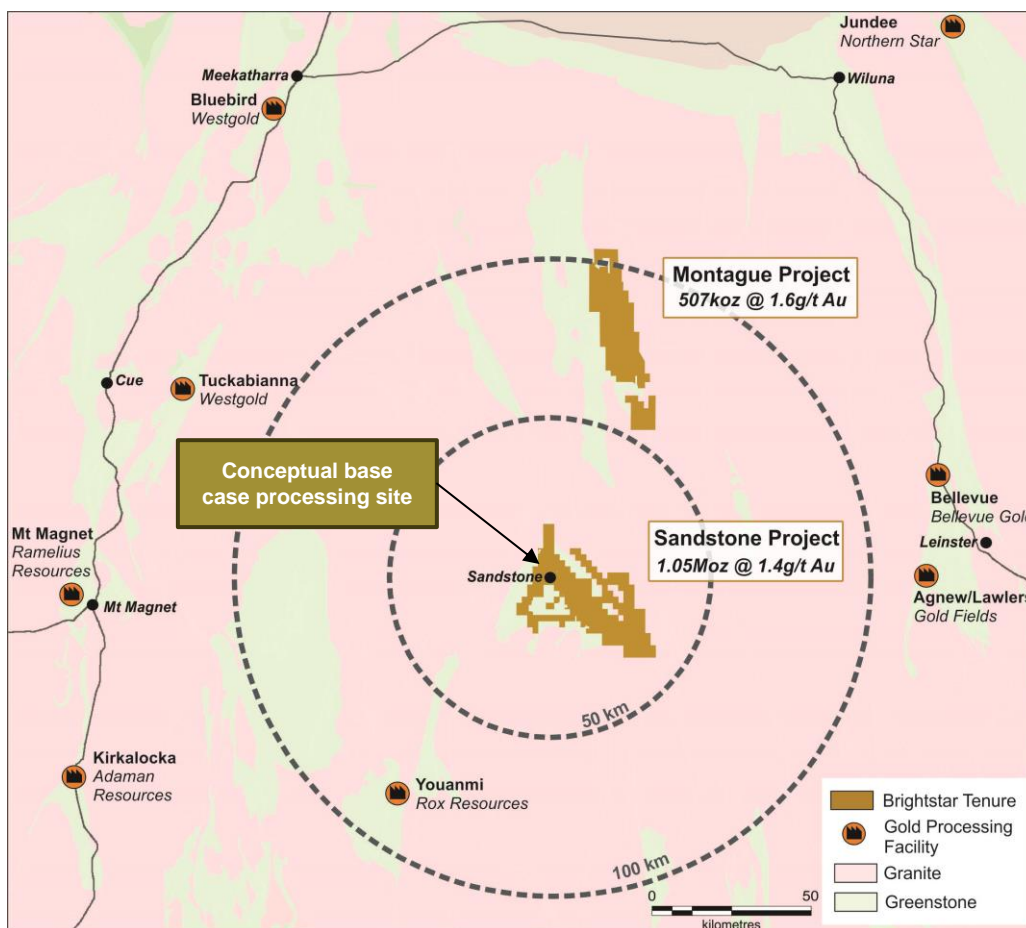 Jundee
Northern Star
Meekatharra
Wiluna
Bluebird
Westgold
Montague Project
507koz @ 1.6g/t Au
Cue
Tuckabianna
Westgold
Conceptual base
case processing site
Bellevue
Bellevue Gold
Mt Magnet
Ramelius
Resources
Sandstone Project
1.05Moz @ 1.4g/t Au
Leinster
Sandstone
Agnew/Lawlers
Gold Fields
Mt Magnet
50 km
Kirkalocka
Adaman
Resources
Youanmi
Rox Resources
100 km
Brightstar Tenure
Gold Processing
Facility
Granite
Greenstone
0 50
kilometres